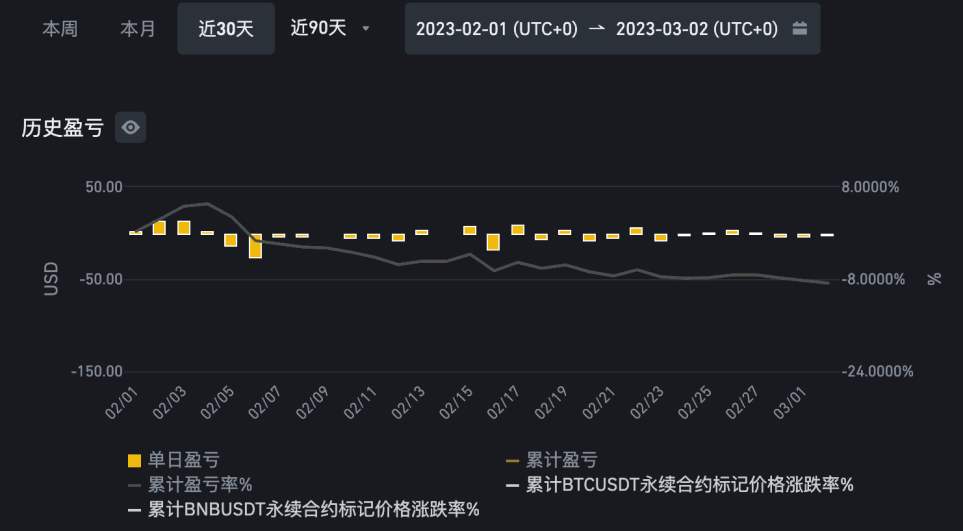 本周 本月 近30天 近90天 2023-02-01 (UTC+0) → 2023-03-02 (UTC+0)
历史盈亏
50.00 8.0000%
-50.00 -8.0000%
USD %
-150.00 -24.0000%
02/01 02/03 02/05 02/07 02/09 02/11 02/13 02/15 02/17 02/19 02/21 02/23 02/25 02/27 03/01
单日盈亏 累计盈亏
累计盈亏率% 累计BTCUSDT永续合约标记价格涨跌率%
累计BNBUSDT永续合约标记价格涨跌率%